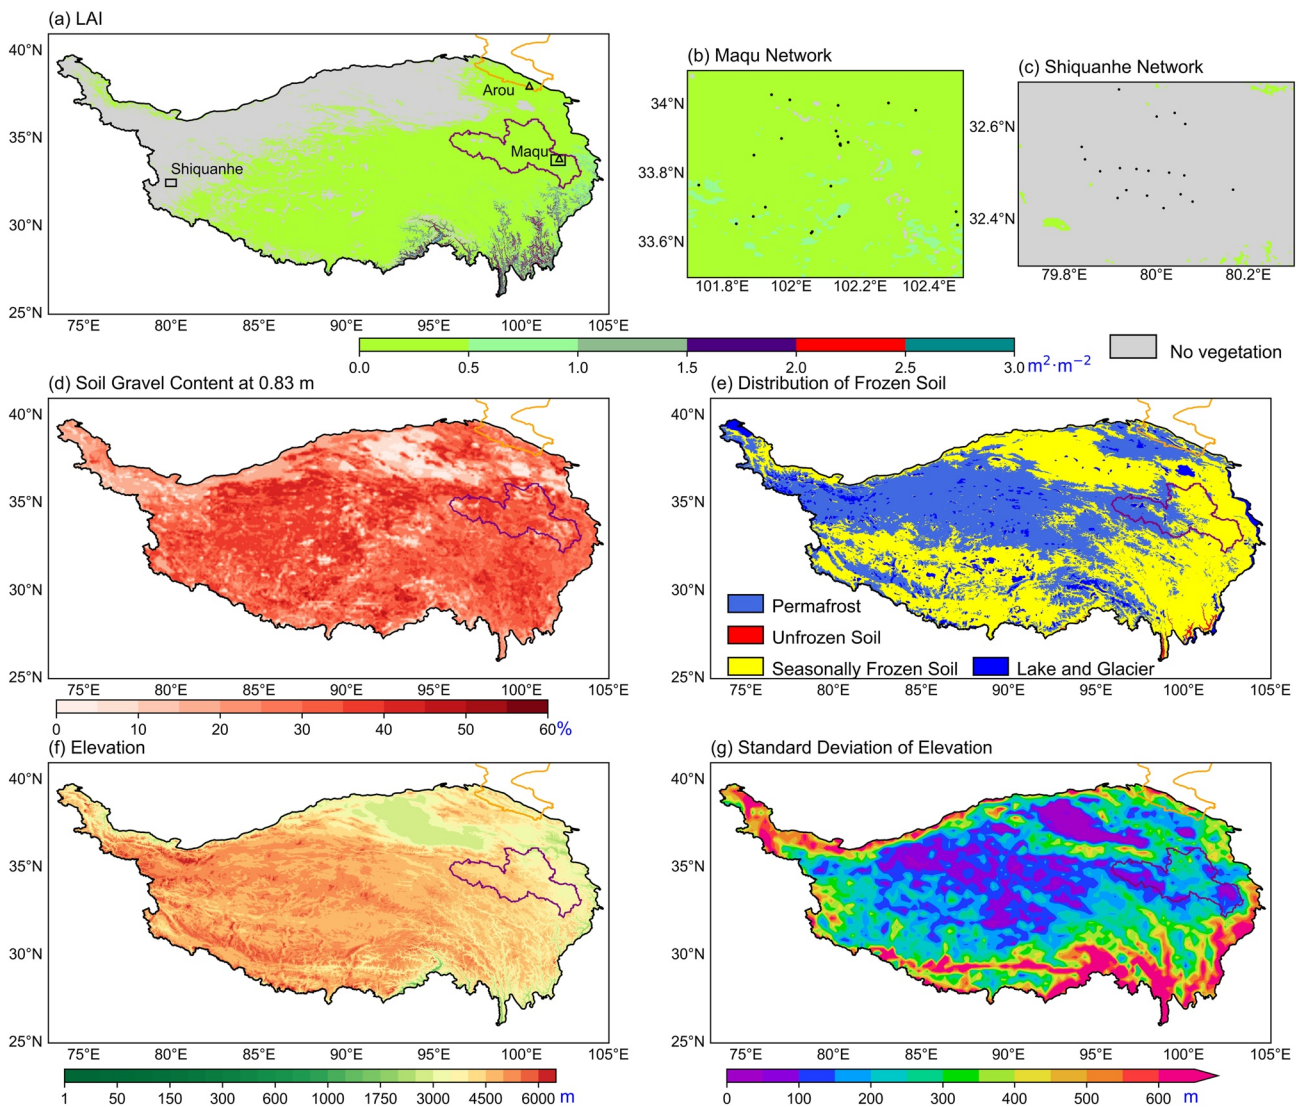 (a) LAI
40°N
35°N
30°N
25°N
75°E 80°E 85°E 90°E 95°E 100°E 105°E
Arou
Maqu
Shiquanhe
(b) Maqu Network
34°N
33.8°N
33.6°N
101.8°E 102°E 102.2°E 102.4°E
(c) Shiquanhe Network
32.6°N
32.4°N
79.8°E 80°E 80.2°E
0.0 0.5 1.0 1.5 2.0 2.5 3.0 m²·m⁻²
No vegetation
(d) Soil Gravel Content at 0.83 m
40°N
35°N
30°N
25°N
75°E 80°E 85°E 90°E 95°E 100°E 105°E
0 10 20 30 40 50 60 %
(e) Distribution of Frozen Soil
40°N
35°N
30°N
25°N
Permafrost
Unfrozen Soil
Seasonally Frozen Soil Lake and Glacier
75°E 80°E 85°E 90°E 95°E 100°E 105°E
(f) Elevation
40°N
35°N
30°N
25°N
75°E 80°E 85°E 90°E 95°E 100°E 105°E
1 50 150 300 600 1000 1750 3000 4500 6000 m
(g) Standard Deviation of Elevation
40°N
35°N
30°N
25°N
75°E 80°E 85°E 90°E 95°E 100°E 105°E
0 100 200 300 400 500 600 m